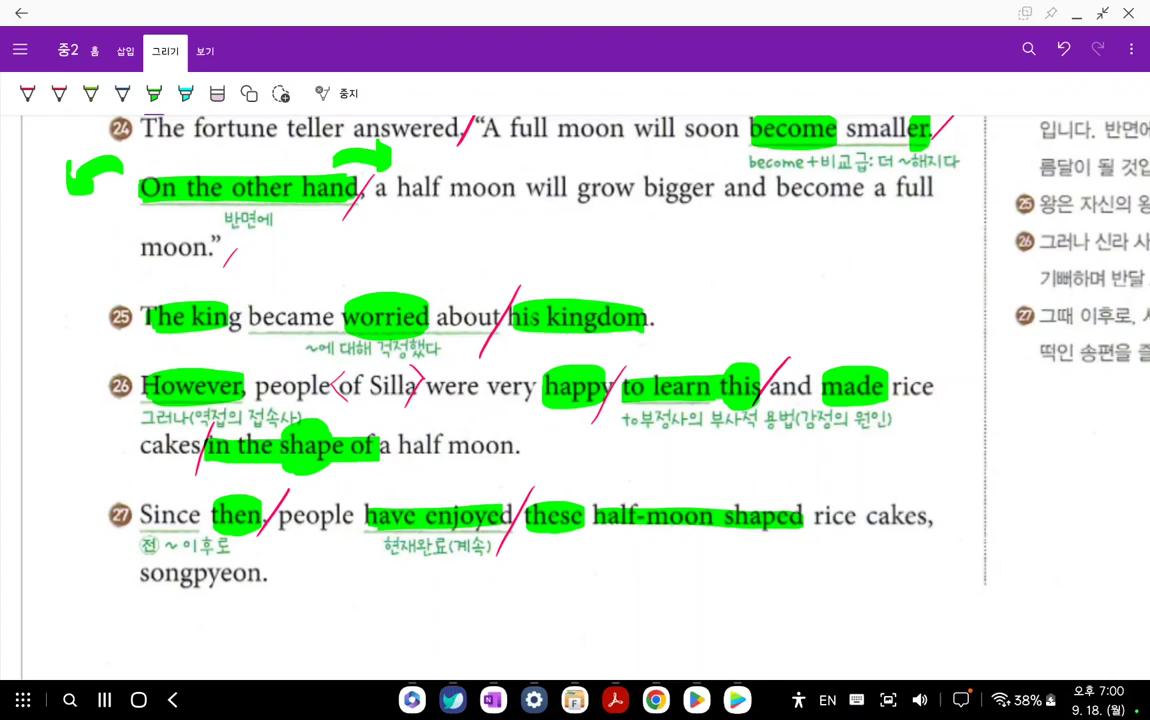 중2 홈 삽입 그리기 보기
중지
24 The fortune teller answered, “A full moon will soon become smaller.
become+비교급: 더 ~해지다
On the other hand, a half moon will grow bigger and become a full
반면에
moon.”
25 The king became worried about his kingdom.
~에 대해 걱정했다
26 However, people of Silla were very happy to learn this and made rice
그러나(역접의 접속사) to부정사의 부사적 용법(감정의 원인)
cakes in the shape of a half moon.
27 Since then, people have enjoyed these half-moon shaped rice cakes,
전 ~ 이후로 현재완료(계속)
songpyeon.
입니다. 반면에
름달이 될 것입
25 왕은 자신의 왕
26 그러나 신라 사
기뻐하며 반달
27 그때 이후로, 사
떡인 송편을 즐
EN 38% 오후 7:00
9. 18. (월)